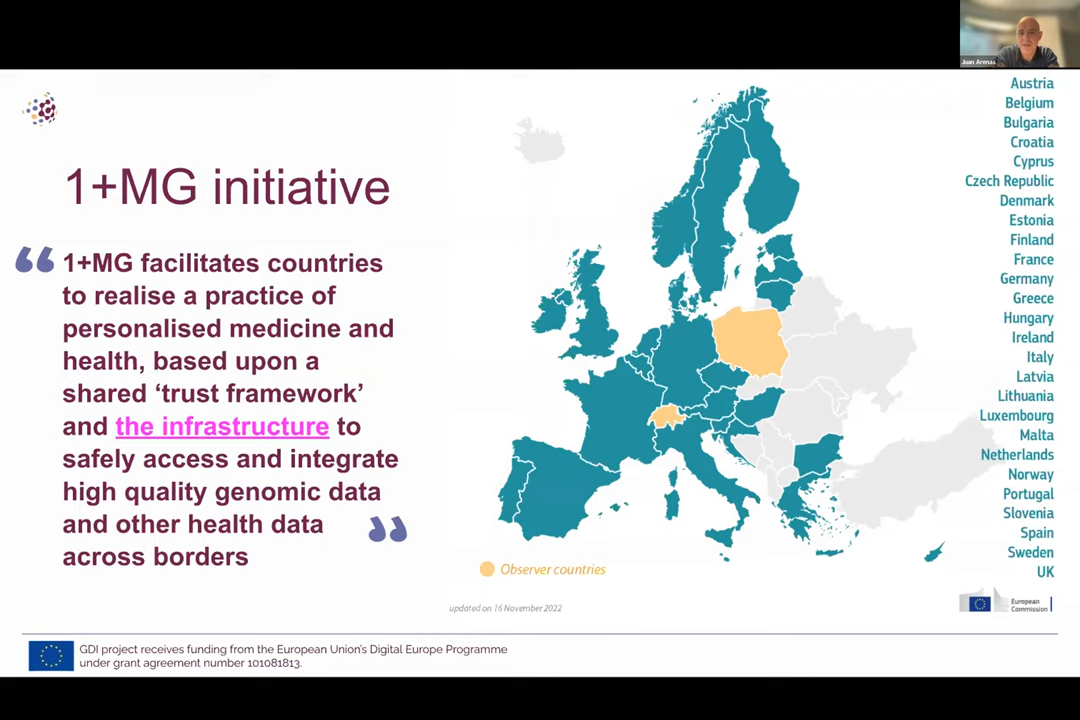 Juan Arenas
1+MG initiative
“ 1+MG facilitates countries
to realise a practice of
personalised medicine and
health, based upon a
shared ‘trust framework’
and the infrastructure to
safely access and integrate
high quality genomic data
and other health data
across borders ”
Observer countries
updated on 16 November 2022
Austria
Belgium
Bulgaria
Croatia
Cyprus
Czech Republic
Denmark
Estonia
Finland
France
Germany
Greece
Hungary
Ireland
Italy
Latvia
Lithuania
Luxembourg
Malta
Netherlands
Norway
Portugal
Slovenia
Spain
Sweden
UK
European
Commission
GDI project receives funding from the European Union's Digital Europe Programme
under grant agreement number 101081813.